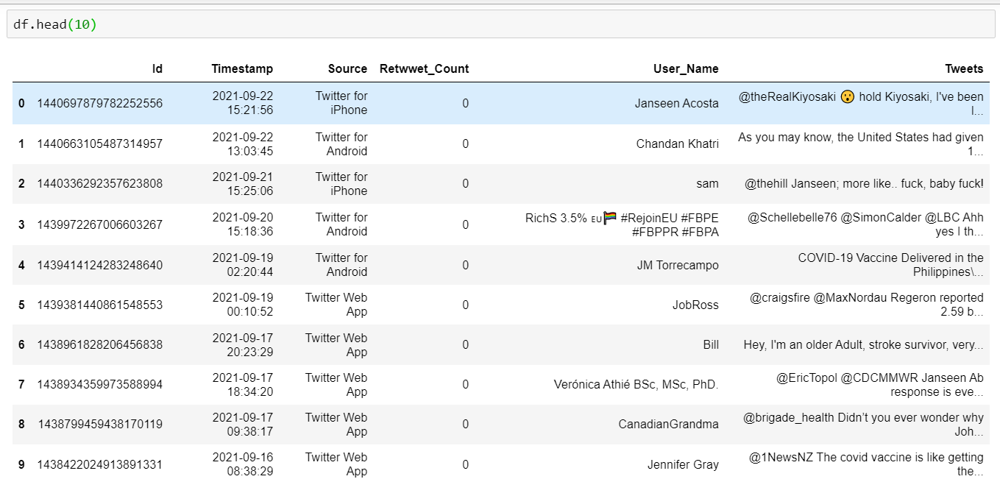 df.head(10)
Id Timestamp Source Retwwet_Count User_Name Tweets
0 1440697879782252556 2021-09-22 15:21:56 Twitter for iPhone 0 Janseen Acosta @theRealKiyosaki 😯 hold Kiyosaki, I've been l...
1 1440663105487314957 2021-09-22 13:03:45 Twitter for Android 0 Chandan Khatri As you may know, the United States had given 1...
2 1440336292357623808 2021-09-21 15:25:06 Twitter for iPhone 0 sam @thehill Janseen; more like.. fuck, baby fuck!
3 1439972267006603267 2021-09-20 15:18:36 Twitter for Android 0 RichS 3.5% 🇪🇺🏳️‍🌈 #RejoinEU #FBPE #FBPPR #FBPA @Schellebelle76 @SimonCalder @LBC Ahh yes I th...
4 1439414124283248640 2021-09-19 02:20:44 Twitter for Android 0 JM Torrecampo COVID-19 Vaccine Delivered in the Philippines\...
5 1439381440861548553 2021-09-19 00:10:52 Twitter Web App 0 JobRoss @craigsfire @MaxNordau Regeron reported 2.59 b...
6 1438961828206456838 2021-09-17 20:23:29 Twitter Web App 0 Bill Hey, I'm an older Adult, stroke survivor, very...
7 1438934359973588994 2021-09-17 18:34:20 Twitter Web App 0 Verónica Athié BSc, MSc, PhD. @EricTopol @CDCMMWR Janseen Ab response is eve...
8 1438799459438170119 2021-09-17 09:38:17 Twitter Web App 0 CanadianGrandma @brigade_health Didn’t you ever wonder why Joh...
9 1438422024913891331 2021-09-16 08:38:29 Twitter Web App 0 Jennifer Gray @1NewsNZ The covid vaccine is like getting the...